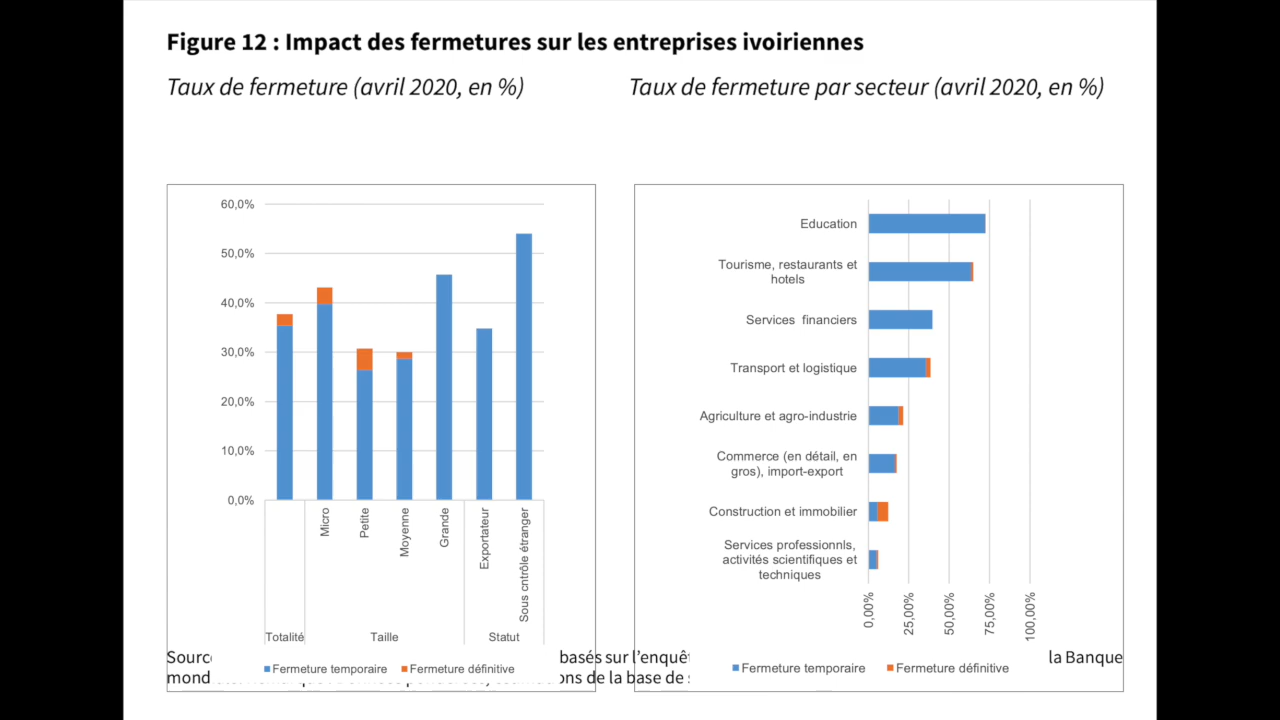 Figure 12 : Impact des fermetures sur les entreprises ivoiriennes
Taux de fermeture (avril 2020, en %)
60,0%
50,0%
40,0%
30,0%
20,0%
10,0%
0,0%
Micro
Petite
Moyenne
Grande
Exportateur
Sous cntrôle étranger
Totalité
Taille
Statut
Fermeture temporaire
Fermeture définitive
Taux de fermeture par secteur (avril 2020, en %)
Education
Tourisme, restaurants et
hotels
Services financiers
Transport et logistique
Agriculture et agro-industrie
Commerce (en détail, en
gros), import-export
Construction et immobilier
Services professionnls,
activités scientifiques et
techniques
0,00%
25,00%
50,00%
75,00%
100,00%
Fermeture temporaire
Fermeture définitive
basés sur l'enquêt la Banque
de la base de